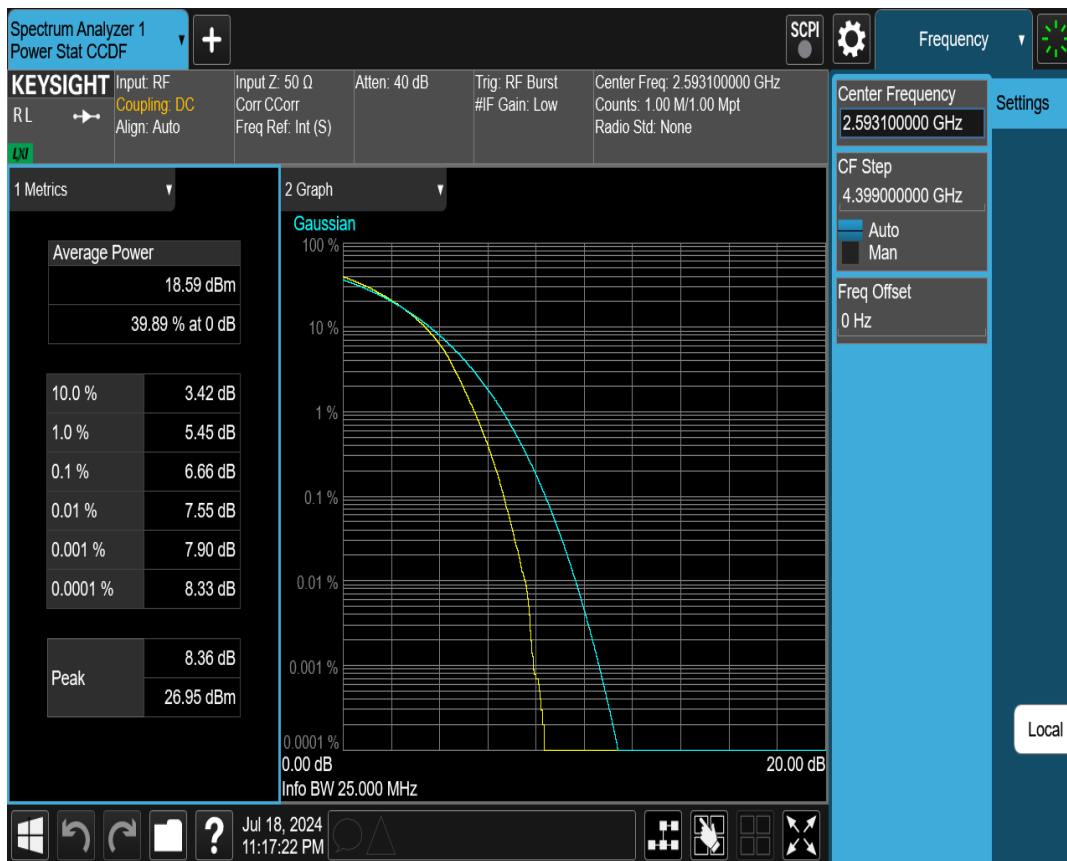 Spectrum Analyzer 1
Power Stat CCDF
+
SCPI
Frequency
KEYSIGHT
RL
LXI
Input: RF
Coupling: DC
Align: Auto
Input Z: 50 Ω
Corr CCorr
Freq Ref: Int (S)
Atten: 40 dB
Trig: RF Burst
#IF Gain: Low
Center Freq: 2.593100000 GHz
Counts: 1.00 M/1.00 Mpt
Radio Std: None
Center Frequency
2.593100000 GHz
Settings
CF Step
4.399000000 GHz
Auto
Man
Freq Offset
0 Hz
1 Metrics
Average Power
18.59 dBm
39.89 % at 0 dB
10.0 % 3.42 dB
1.0 % 5.45 dB
0.1 % 6.66 dB
0.01 % 7.55 dB
0.001 % 7.90 dB
0.0001 % 8.33 dB
Peak
8.36 dB
26.95 dBm
2 Graph
Gaussian
100 %
10 %
1 %
0.1 %
0.01 %
0.001 %
0.0001 %
0.00 dB 20.00 dB
Info BW 25.000 MHz
Local
?
Jul 18, 2024
11:17:22 PM